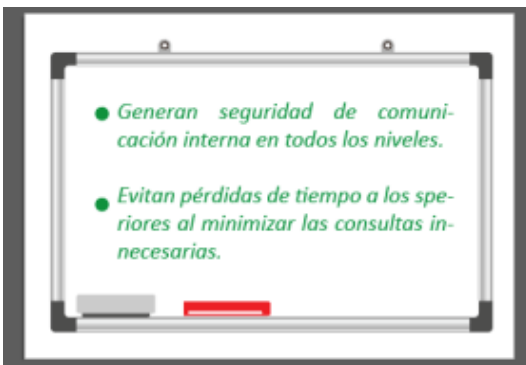 ● Generan seguridad de comuni-
cación interna en todos los niveles.
● Evitan pérdidas de tiempo a los spe-
riores al minimizar las consultas in-
necesarias.